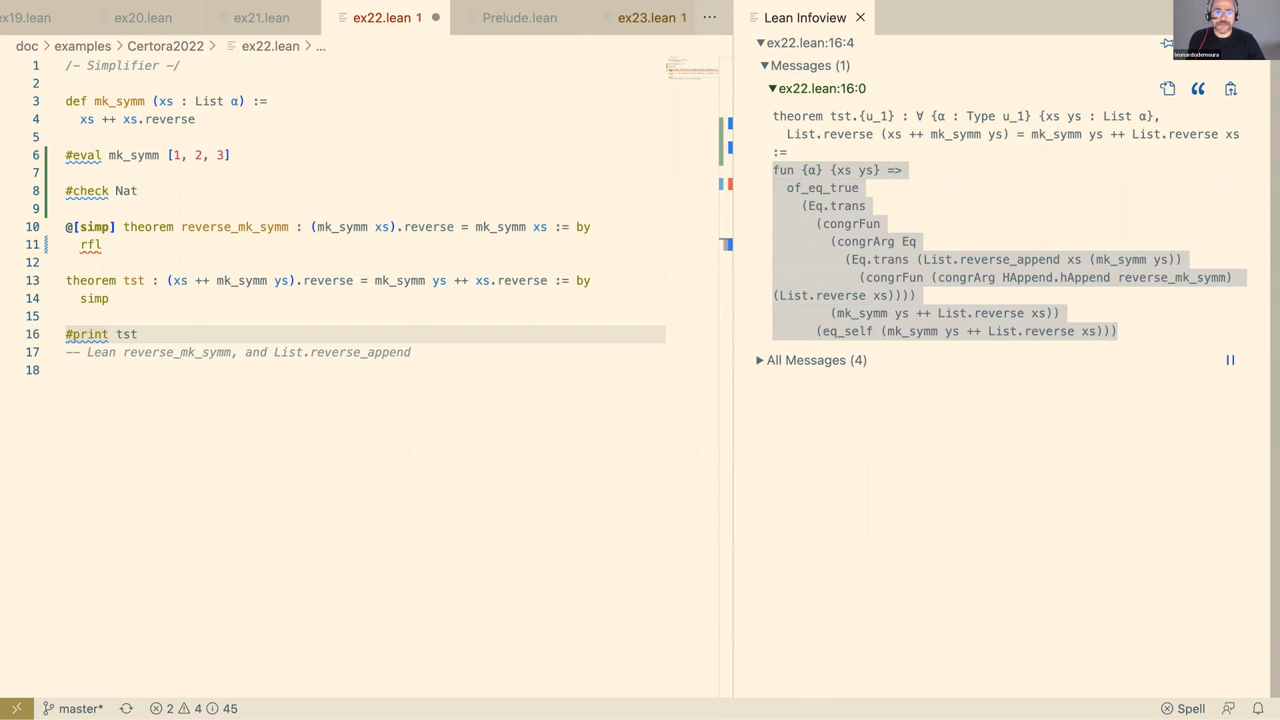 ex19.lean ex20.lean ex21.lean ex22.lean 1 Prelude.lean ex23.lean 1 ... Lean Infoview
doc > examples > Certora2022 > ex22.lean > ...
1 /- Simplifier -/
2
3 def mk_symm (xs : List α) :=
4 xs ++ xs.reverse
5
6 #eval mk_symm [1, 2, 3]
7
8 #check Nat
9
10 @[simp] theorem reverse_mk_symm : (mk_symm xs).reverse = mk_symm xs := by
11 rfl
12
13 theorem tst : (xs ++ mk_symm ys).reverse = mk_symm ys ++ xs.reverse := by
14 simp
15
16 #print tst
17 -- Lean reverse_mk_symm, and List.reverse_append
18
ex22.lean:16:4
Messages (1)
ex22.lean:16:0
theorem tst.{u_1} : ∀ {α : Type u_1} {xs ys : List α},
List.reverse (xs ++ mk_symm ys) = mk_symm ys ++ List.reverse xs
:=
fun {α} {xs ys} =>
of_eq_true
(Eq.trans
(congrFun
(congrArg Eq
(Eq.trans (List.reverse_append xs (mk_symm ys))
(congrFun (congrArg HAppend.hAppend reverse_mk_symm)
(List.reverse xs))))
(mk_symm ys ++ List.reverse xs))
(eq_self (mk_symm ys ++ List.reverse xs)))
All Messages (4)
leonardodemoura
master* 2 4 45 Spell